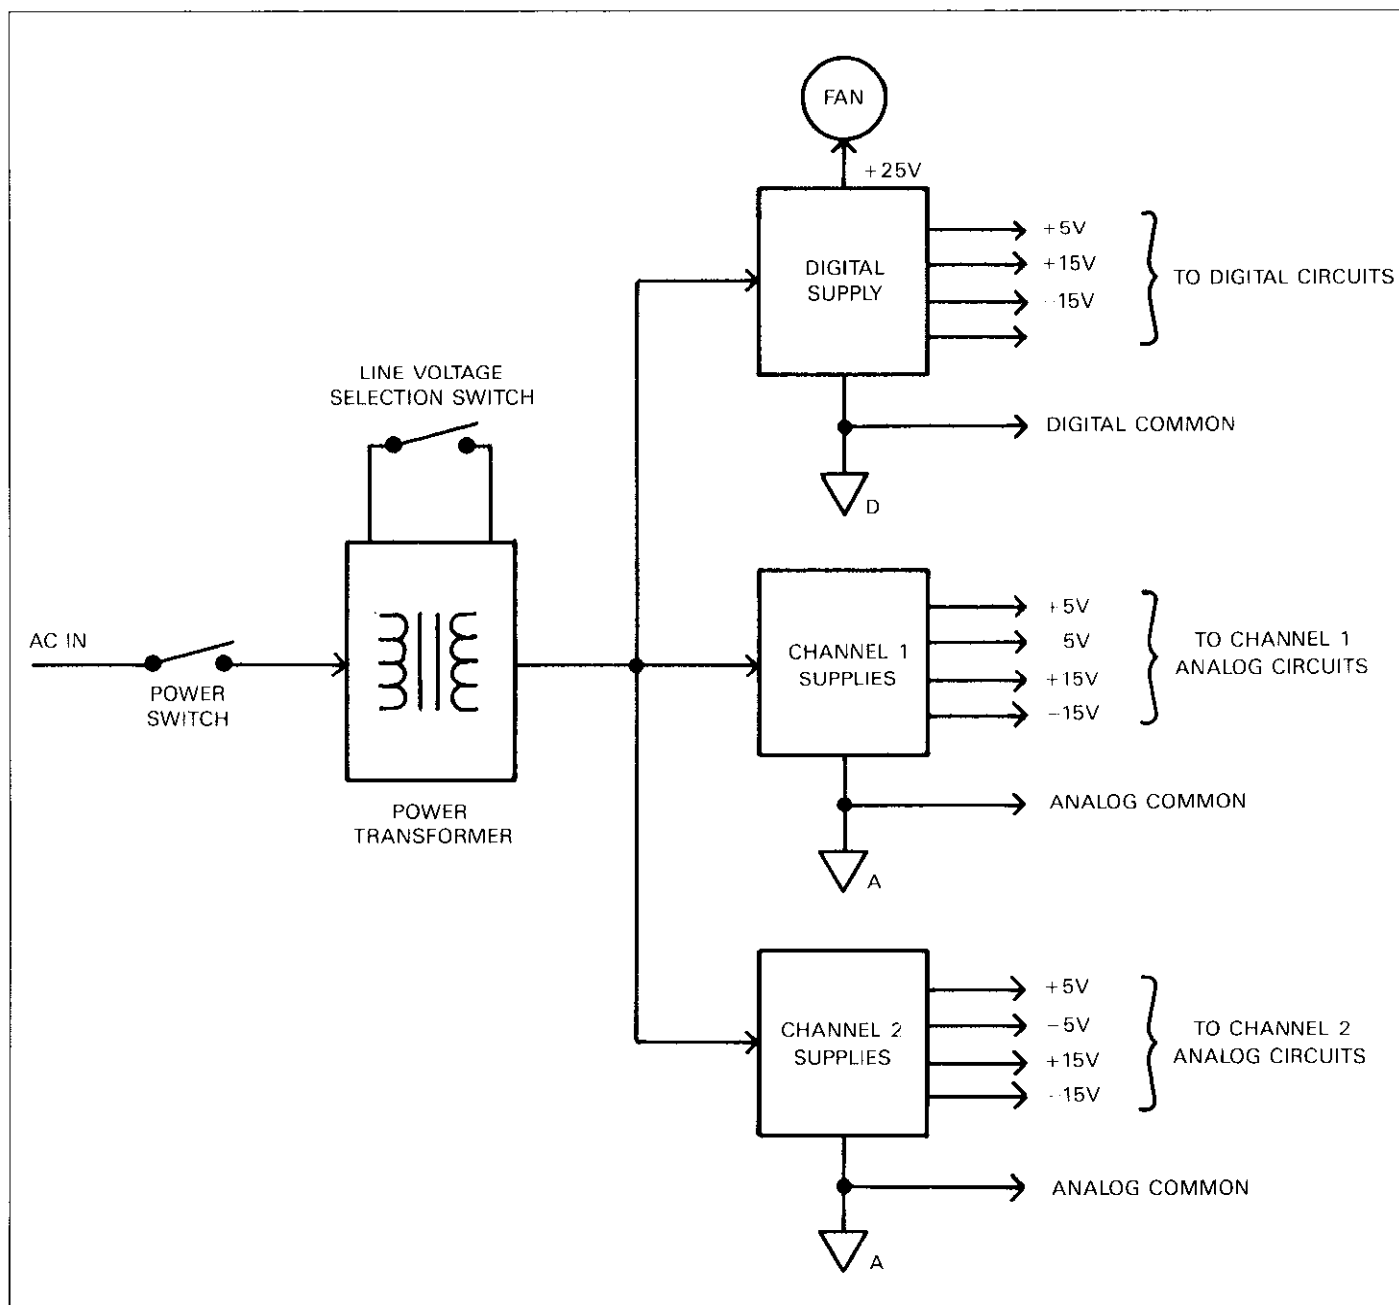 FAN
+25V
DIGITAL
SUPPLY
+5V
+15V
-15V
TO DIGITAL CIRCUITS
DIGITAL COMMON
D
LINE VOLTAGE
SELECTION SWITCH
AC IN
POWER
SWITCH
POWER
TRANSFORMER
CHANNEL 1
SUPPLIES
+5V
5V
+15V
-15V
TO CHANNEL 1
ANALOG CIRCUITS
ANALOG COMMON
A
CHANNEL 2
SUPPLIES
+5V
-5V
+15V
-15V
TO CHANNEL 2
ANALOG CIRCUITS
ANALOG COMMON
A